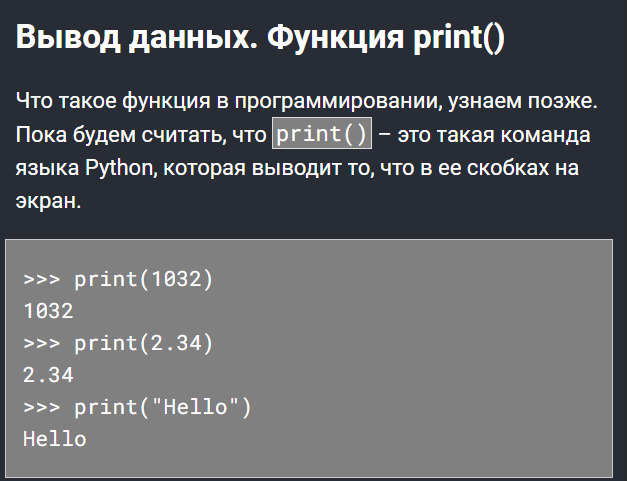 Вывод данных. Функция print()
Что такое функция в программировании, узнаем позже.
Пока будем считать, что print() – это такая команда
языка Python, которая выводит то, что в ее скобках на
экран.
>>> print(1032)
1032
>>> print(2.34)
2.34
>>> print("Hello")
Hello